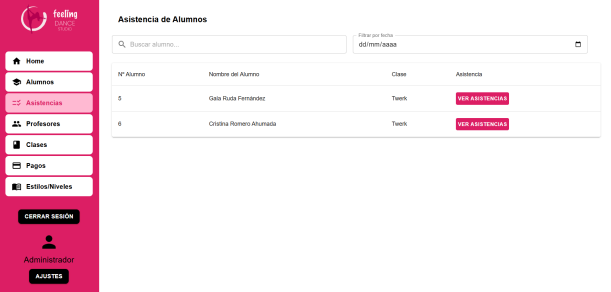 feeling
DANCE
STUDIO
Home
Alumnos
Asistencias
Profesores
Clases
Pagos
Estilos/Niveles
CERRAR SESIÓN
Administrador
AJUSTES
Asistencia de Alumnos
Buscar alumno...
Filtrar por fecha
dd/mm/aaaa
Nº Alumno Nombre del Alumno Clase Asistencia
5 Gala Ruda Fernández Twerk VER ASISTENCIAS
6 Cristina Romero Ahumada Twerk VER ASISTENCIAS